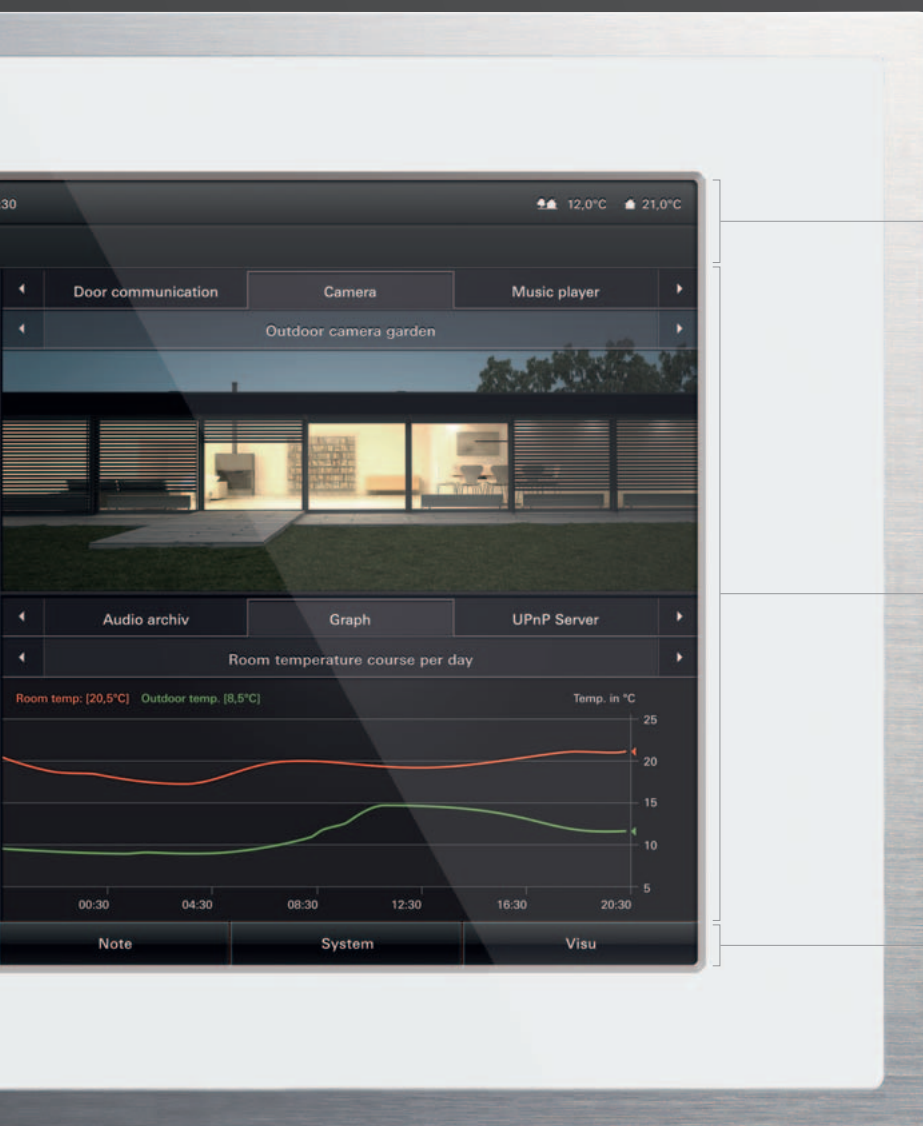 30 12,0°C 21,0°C
Door communication Camera Music player
Outdoor camera garden
Audio archiv Graph UPnP Server
Room temperature course per day
Room temp: [20,5°C] Outdoor temp. [8,5°C] Temp. in °C
25
20
15
10
5
00:30 04:30 08:30 12:30 16:30 20:30
Note System Visu